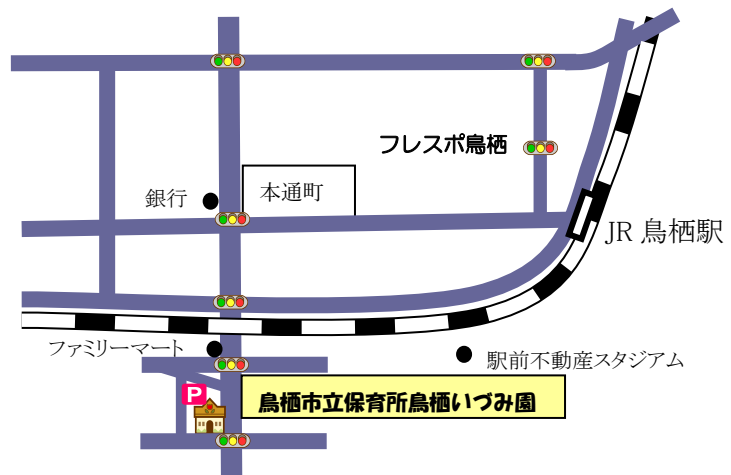 フレスポ鳥栖
銀行
本通町
JR 鳥栖駅
ファミリーマート
駅前不動産スタジアム
P
鳥栖市立保育所鳥栖いづみ園